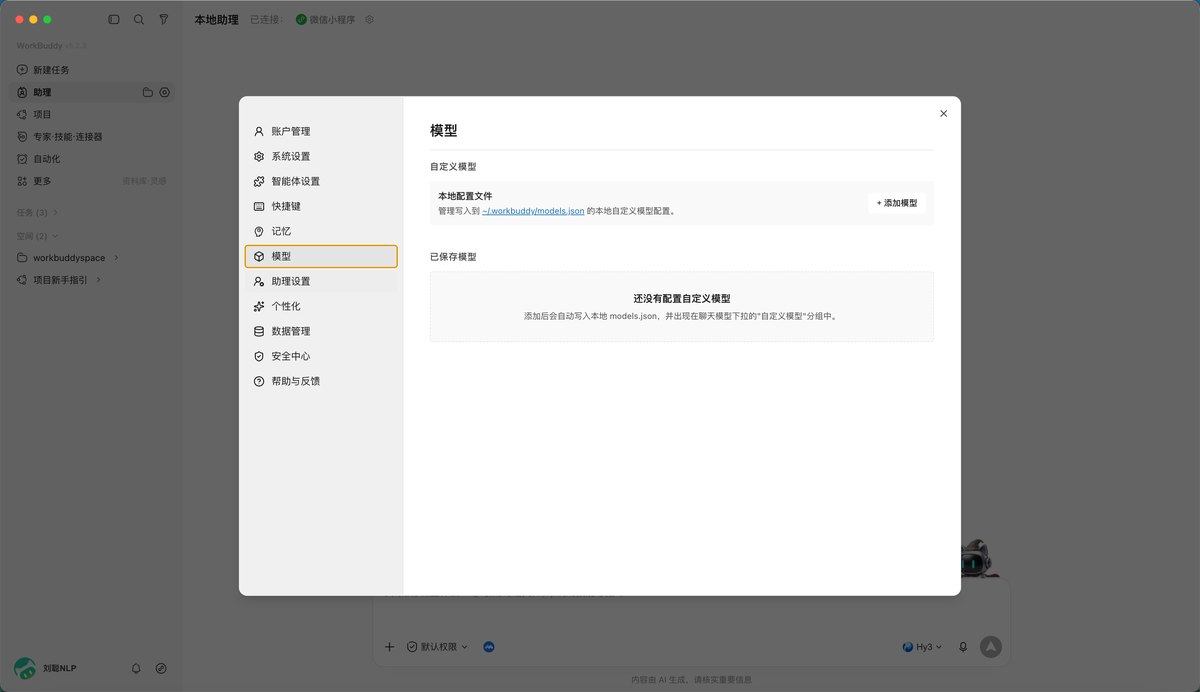 本地助理 已连接: 微信小程序
WorkBuddy v5.2.3
新建任务
助理
项目
专家·技能·连接器
自动化
更多 资料库·灵感
任务 (3)
空间 (2)
workbuddyspace
项目新手指引
刘聪NLP
账户管理
系统设置
智能体设置
快捷键
记忆
模型
助理设置
个性化
数据管理
安全中心
帮助与反馈
模型
自定义模型
本地配置文件
管理写入到 ~/.workbuddy/models.json 的本地自定义模型配置。
+ 添加模型
已保存模型
还没有配置自定义模型
添加后会自动写入本地 models.json，并出现在聊天模型下拉的"自定义模型"分组中。
默认权限
Hy3
内容由 AI 生成，请核实重要信息